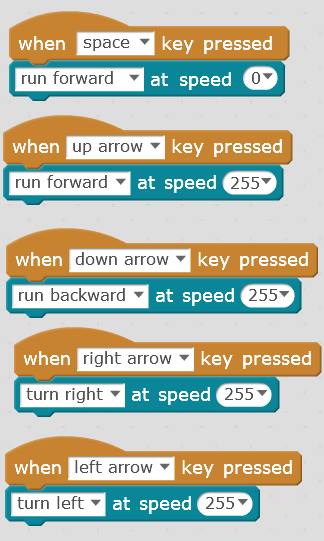 when space key pressed
run forward at speed 0
when up arrow key pressed
run forward at speed 255
when down arrow key pressed
run backward at speed 255
when right arrow key pressed
turn right at speed 255
when left arrow key pressed
turn left at speed 255